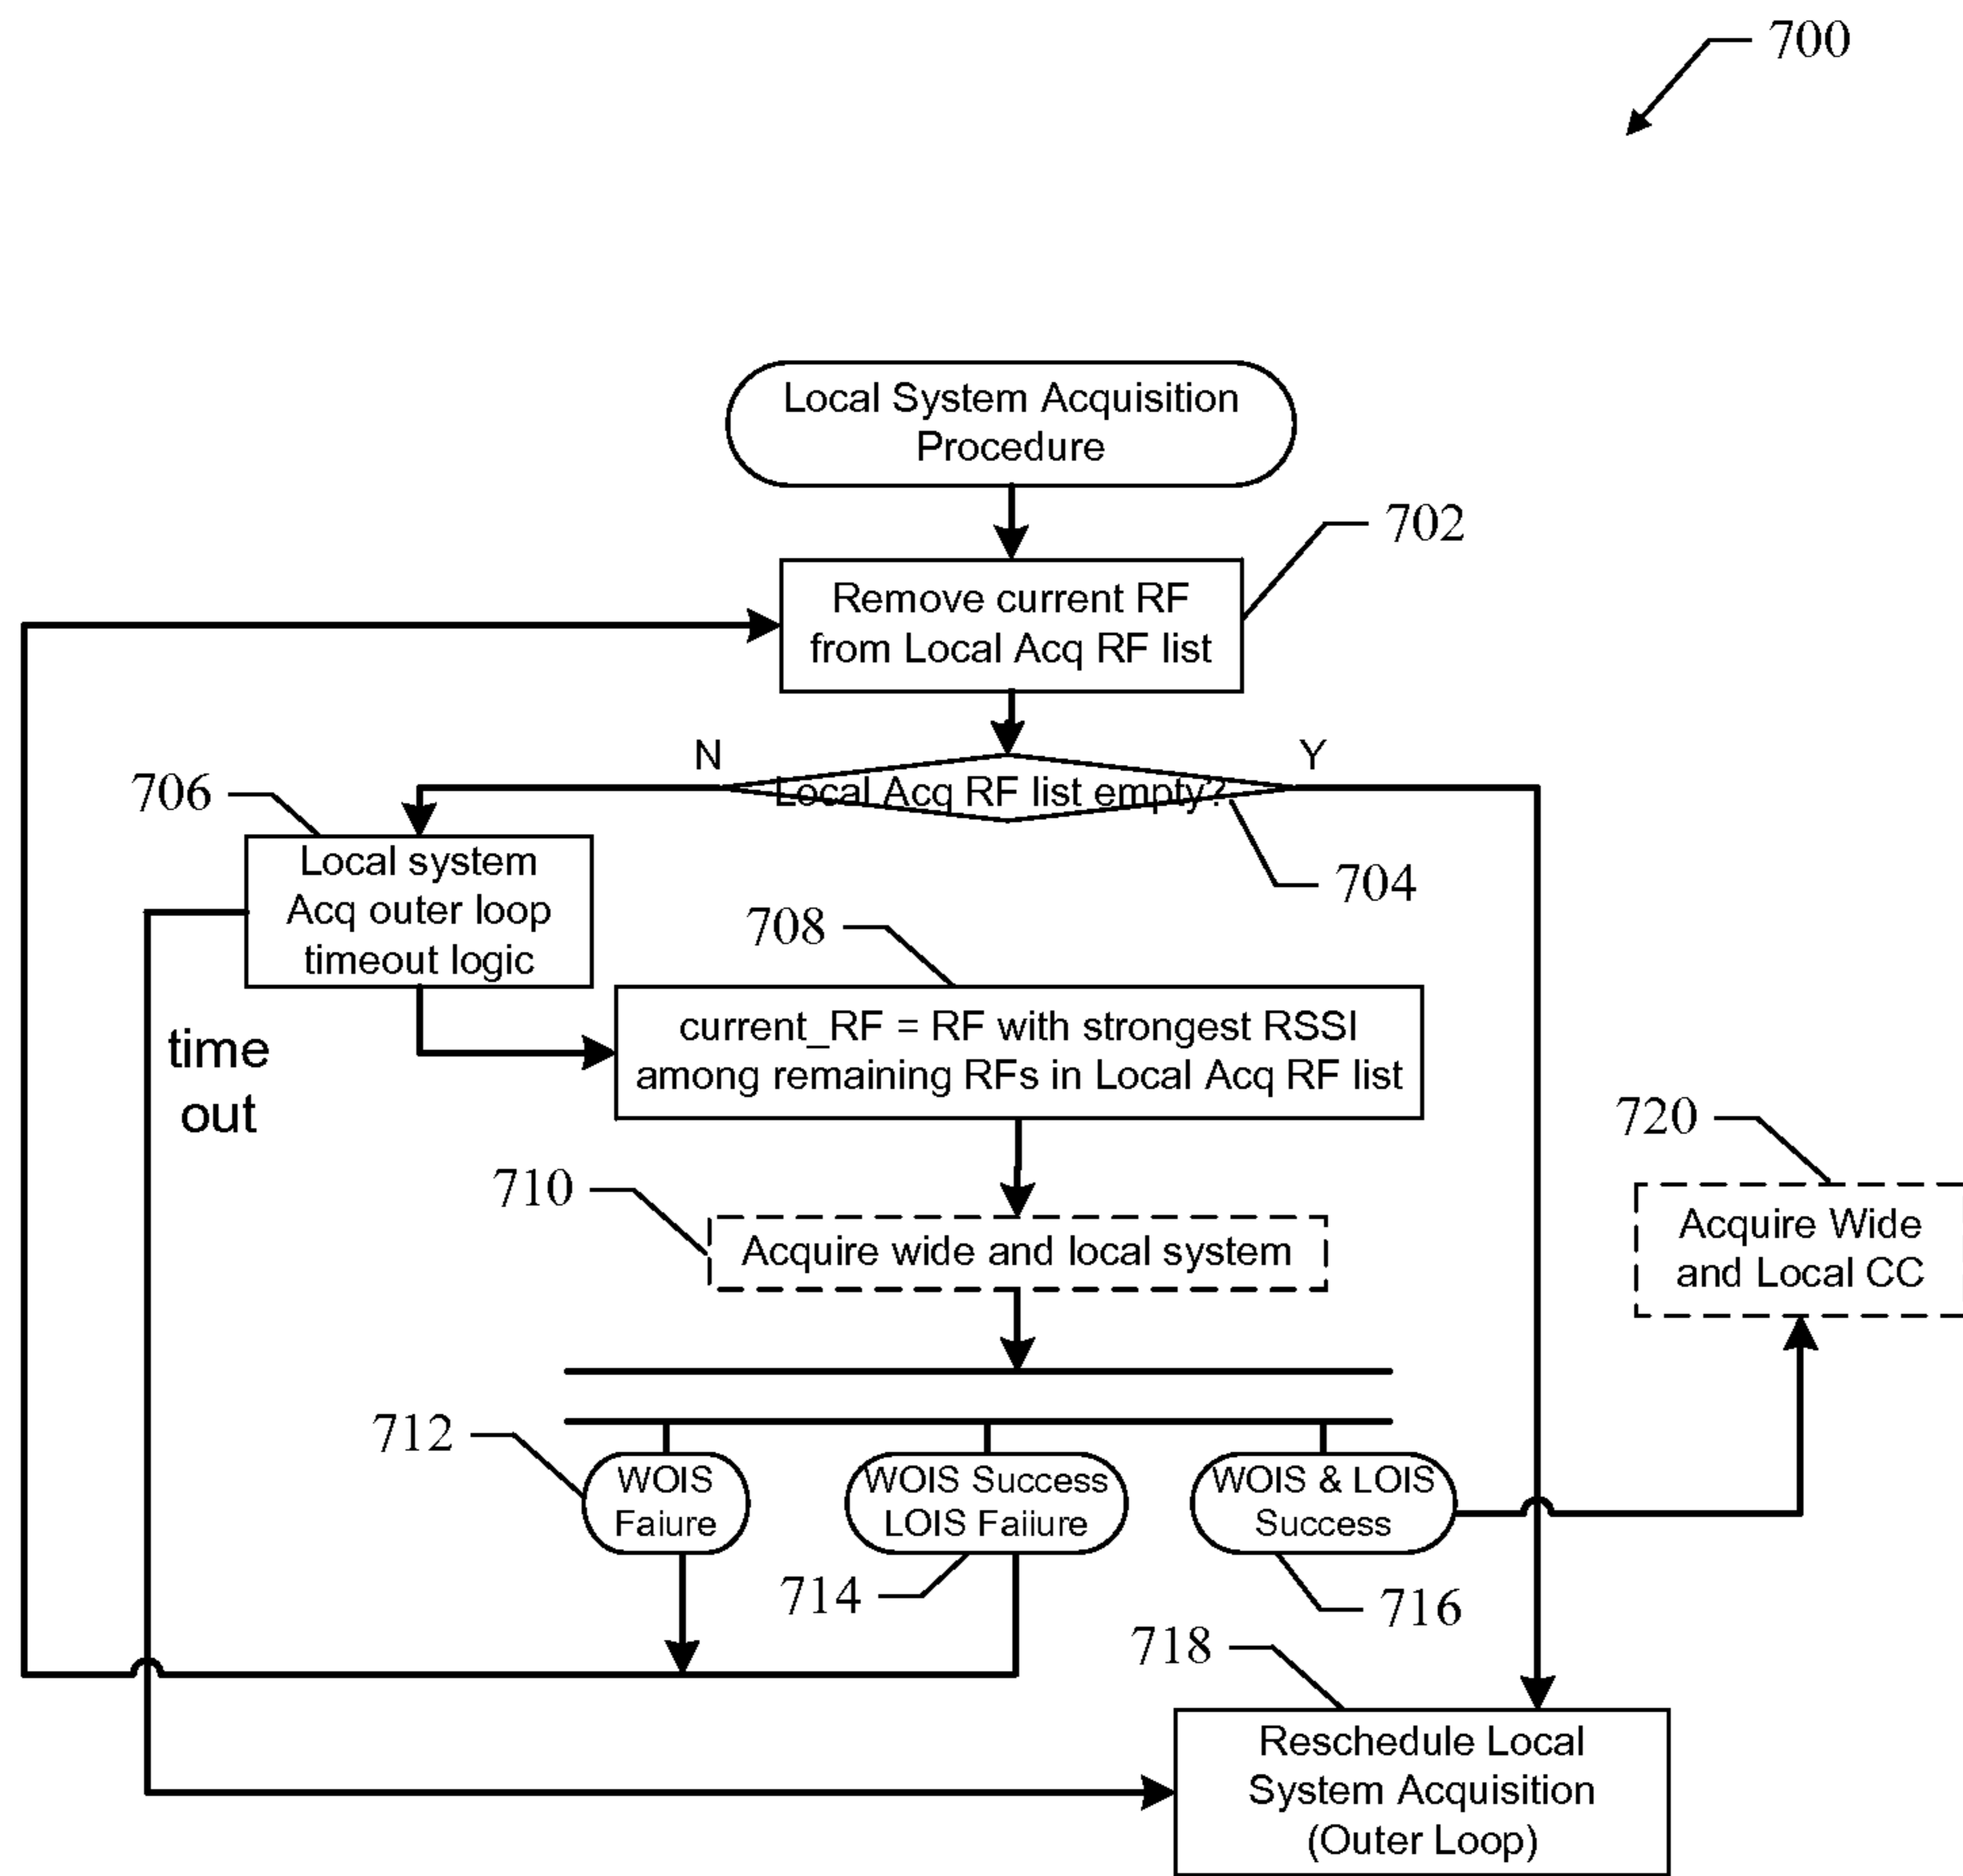 700
Local System Acquisition
Procedure
702
Remove current RF
from Local Acq RF list
N
Y
Local Acq RF list empty?
704
706
Local system
Acq outer loop
timeout logic
time
out
708
current_RF = RF with strongest RSSI
among remaining RFs in Local Acq RF list
710
Acquire wide and local system
720
Acquire Wide
and Local CC
712
WOIS
Faiure
WOIS Success
LOIS Faiiure
714
WOIS & LOIS
Success
716
718
Reschedule Local
System Acquisition
(Outer Loop)